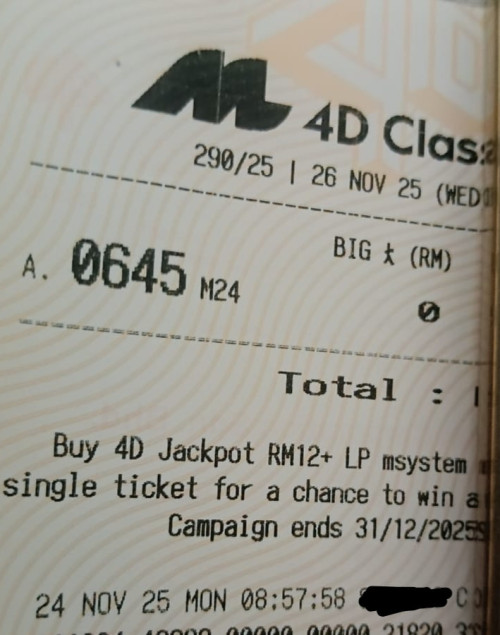 4D Clas
290/25 | 26 NOV 25 (WED
BIG 大 (RM)
A. 0645 M24
0
Total :
Buy 4D Jackpot RM12+ LP msystem
single ticket for a chance to win a
Campaign ends 31/12/2025
24 NOV 25 MON 08:57:58